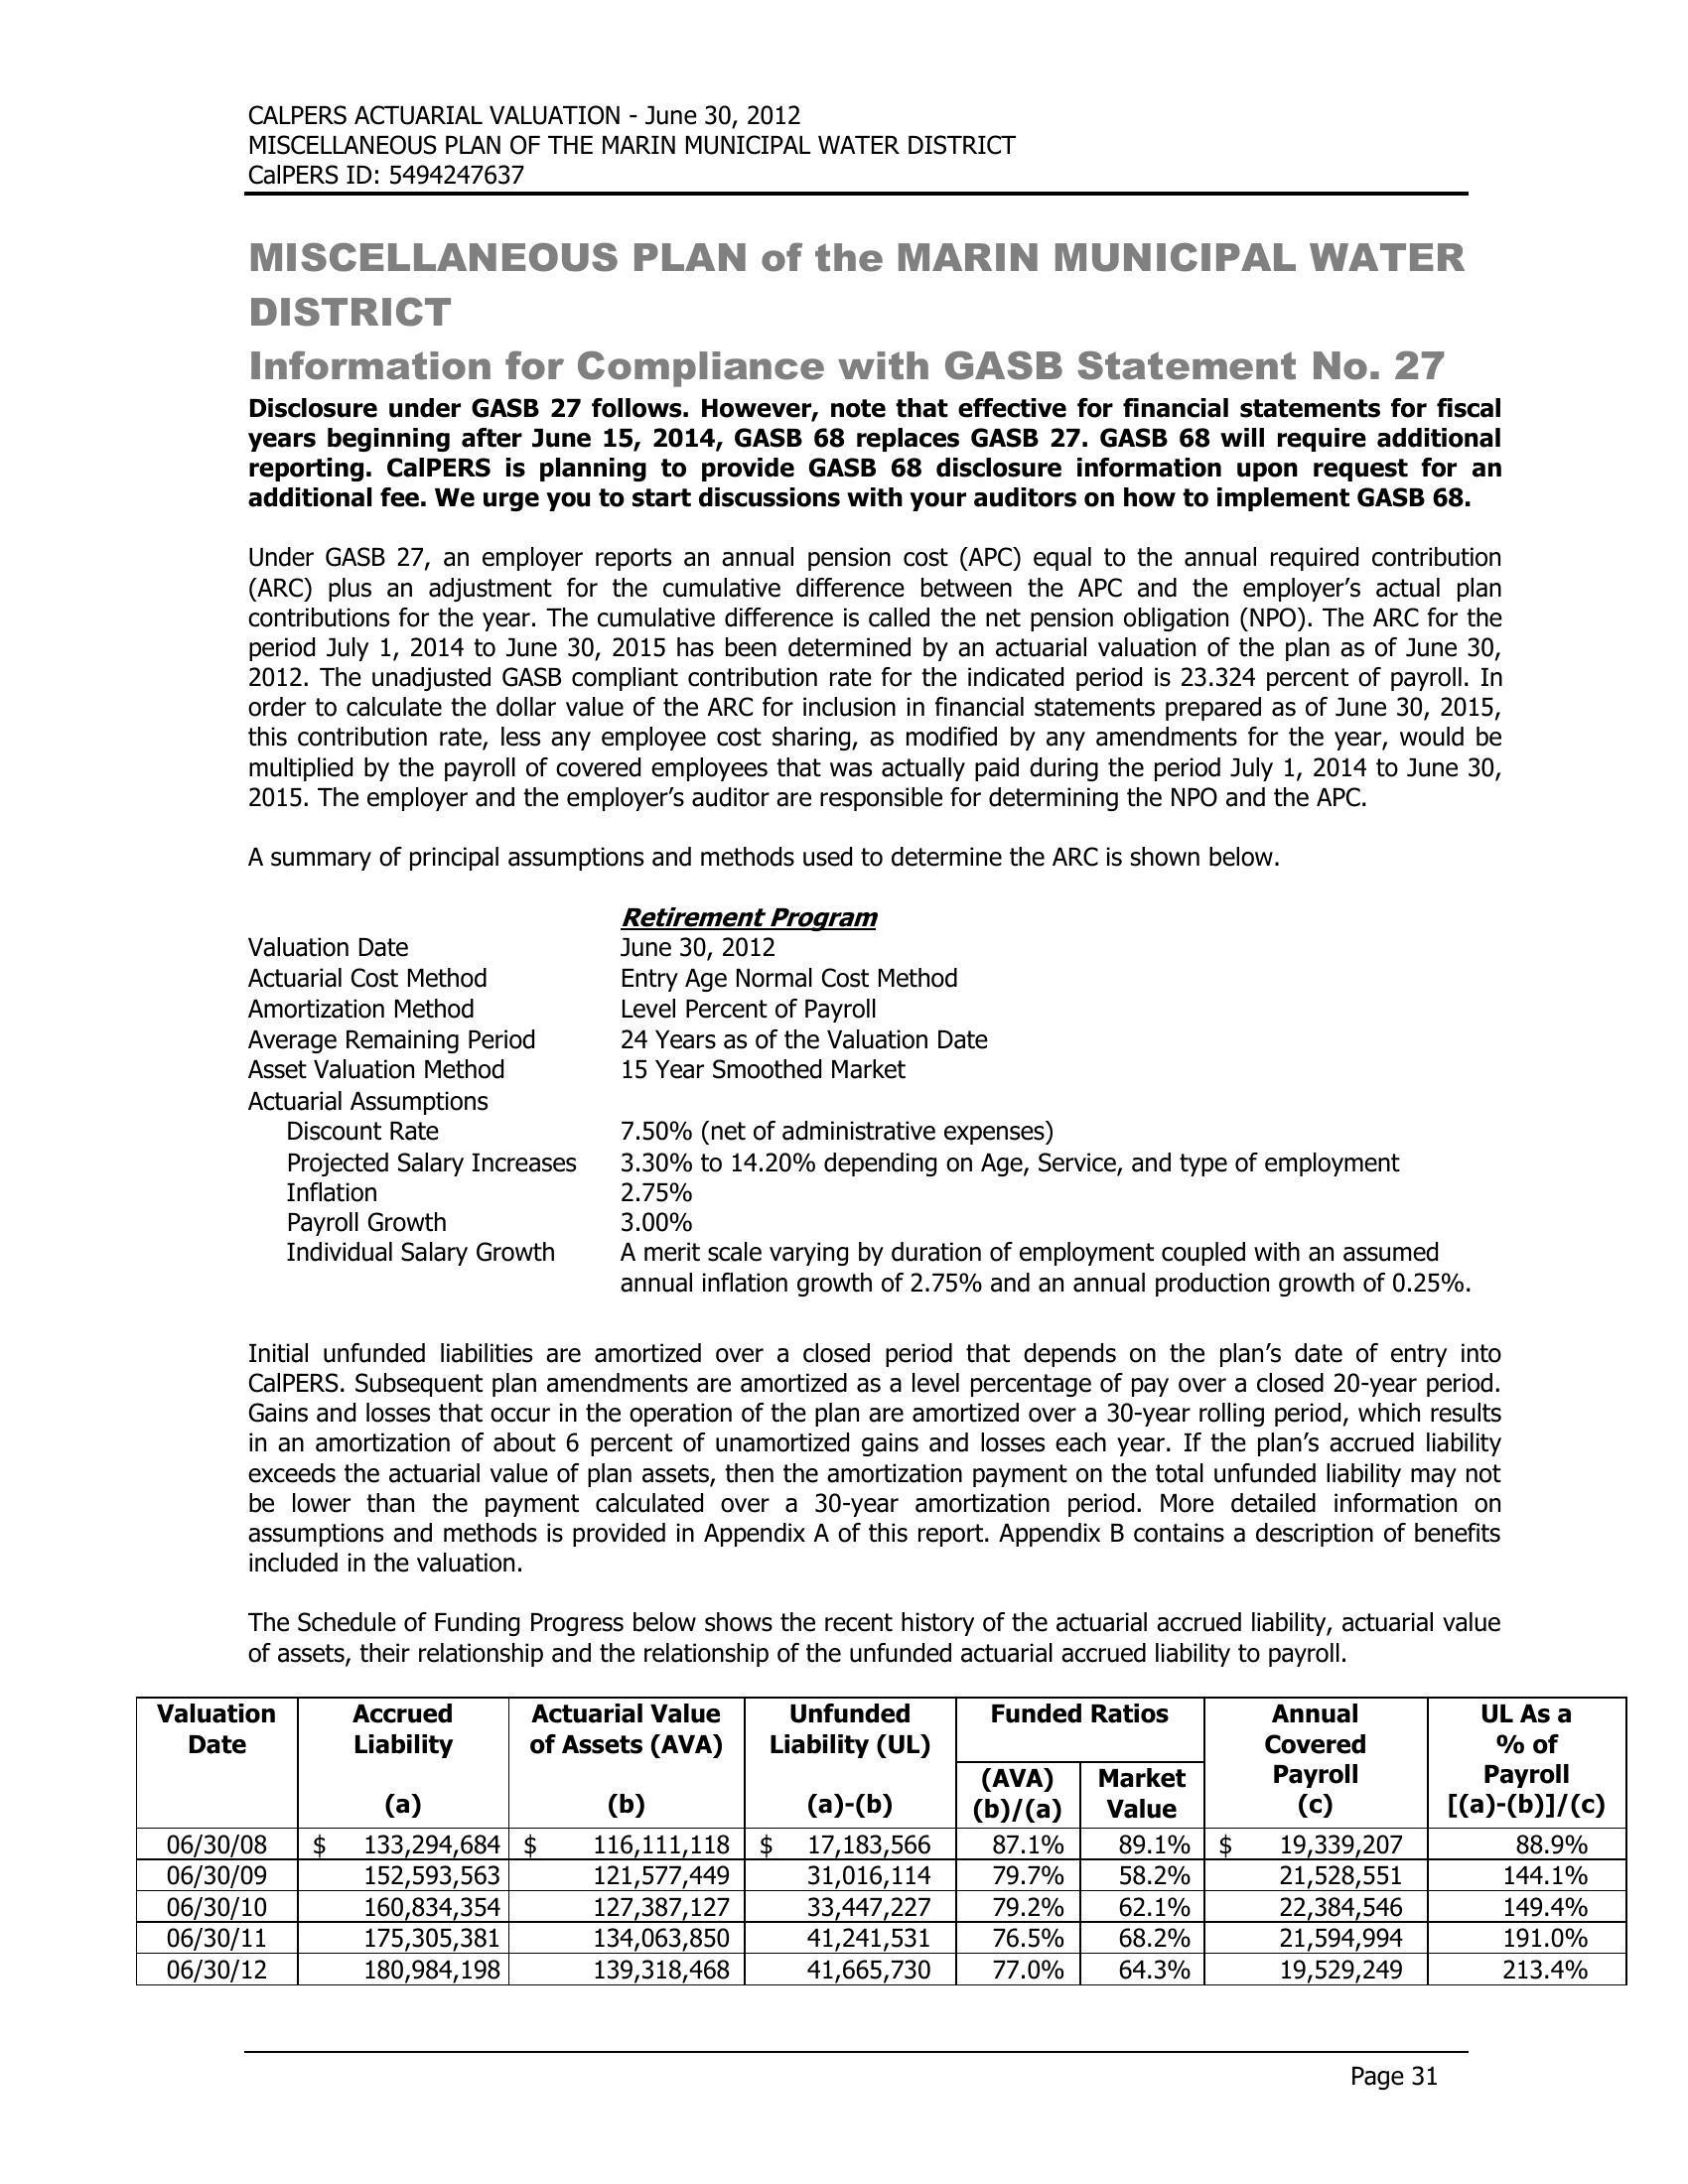 CALPERS ACTUARIAL VALUATION - June 30, 2012
MISCELLANEOUS PLAN OF THE MARIN MUNICIPAL WATER DISTRICT
CalPERS ID: 5494247637
MISCELLANEOUS PLAN of the MARIN MUNICIPAL WATER
DISTRICT
Information for Compliance with GASB Statement No. 27
Disclosure under GASB 27 follows. However, note that effective for financial statements for fiscal
years beginning after June 15, 2014, GASB 68 replaces GASB 27. GASB 68 will require additional
reporting. CalPERS is planning to provide GASB 68 disclosure information upon request for an
additional fee. We urge you to start discussions with your auditors on how to implement GASB 68.
Under GASB 27, an employer reports an annual pension cost (APC) equal to the annual required contribution
(ARC) plus an adjustment for the cumulative difference between the APC and the employer’s actual plan
contributions for the year. The cumulative difference is called the net pension obligation (NPO). The ARC for the
period July 1, 2014 to June 30, 2015 has been determined by an actuarial valuation of the plan as of June 30,
2012. The unadjusted GASB compliant contribution rate for the indicated period is 23.324 percent of payroll. In
order to calculate the dollar value of the ARC for inclusion in financial statements prepared as of June 30, 2015,
this contribution rate, less any employee cost sharing, as modified by any amendments for the year, would be
multiplied by the payroll of covered employees that was actually paid during the period July 1, 2014 to June 30,
2015. The employer and the employer’s auditor are responsible for determining the NPO and the APC.
A summary of principal assumptions and methods used to determine the ARC is shown below.
Retirement Program
Valuation Date June 30, 2012
Actuarial Cost Method Entry Age Normal Cost Method
Amortization Method Level Percent of Payroll
Average Remaining Period 24 Years as of the Valuation Date
Asset Valuation Method 15 Year Smoothed Market
Actuarial Assumptions
Discount Rate 7.50% (net of administrative expenses)
Projected Salary Increases 3.30% to 14.20% depending on Age, Service, and type of employment
Inflation 2.75%
Payroll Growth 3.00%
Individual Salary Growth A merit scale varying by duration of employment coupled with an assumed
annual inflation growth of 2.75% and an annual production growth of 0.25%.
Initial unfunded liabilities are amortized over a closed period that depends on the plan’s date of entry into
CalPERS. Subsequent plan amendments are amortized as a level percentage of pay over a closed 20-year period.
Gains and losses that occur in the operation of the plan are amortized over a 30-year rolling period, which results
in an amortization of about 6 percent of unamortized gains and losses each year. If the plan’s accrued liability
exceeds the actuarial value of plan assets, then the amortization payment on the total unfunded liability may not
be lower than the payment calculated over a 30-year amortization period. More detailed information on
assumptions and methods is provided in Appendix A of this report. Appendix B contains a description of benefits
included in the valuation.
The Schedule of Funding Progress below shows the recent history of the actuarial accrued liability, actuarial value
of assets, their relationship and the relationship of the unfunded actuarial accrued liability to payroll.
Valuation Accrued Actuarial Value Unfunded Funded Ratios Annual UL As a
Date Liability of Assets (AVA) Liability (UL) Covered % of
(AVA) Market Payroll Payroll
(a) (b) (a)-(b) (b)/(a) Value (c) [(a)-(b)]/(c)
06/30/08 $ 133,294,684 $ 116,111,118 $ 17,183,566 87.1% 89.1% $ 19,339,207 88.9%
06/30/09 152,593,563 121,577,449 31,016,114 79.7% 58.2% 21,528,551 144.1%
06/30/10 160,834,354 127,387,127 33,447,227 79.2% 62.1% 22,384,546 149.4%
06/30/11 175,305,381 134,063,850 41,241,531 76.5% 68.2% 21,594,994 191.0%
06/30/12 180,984,198 139,318,468 41,665,730 77.0% 64.3% 19,529,249 213.4%
Page 31